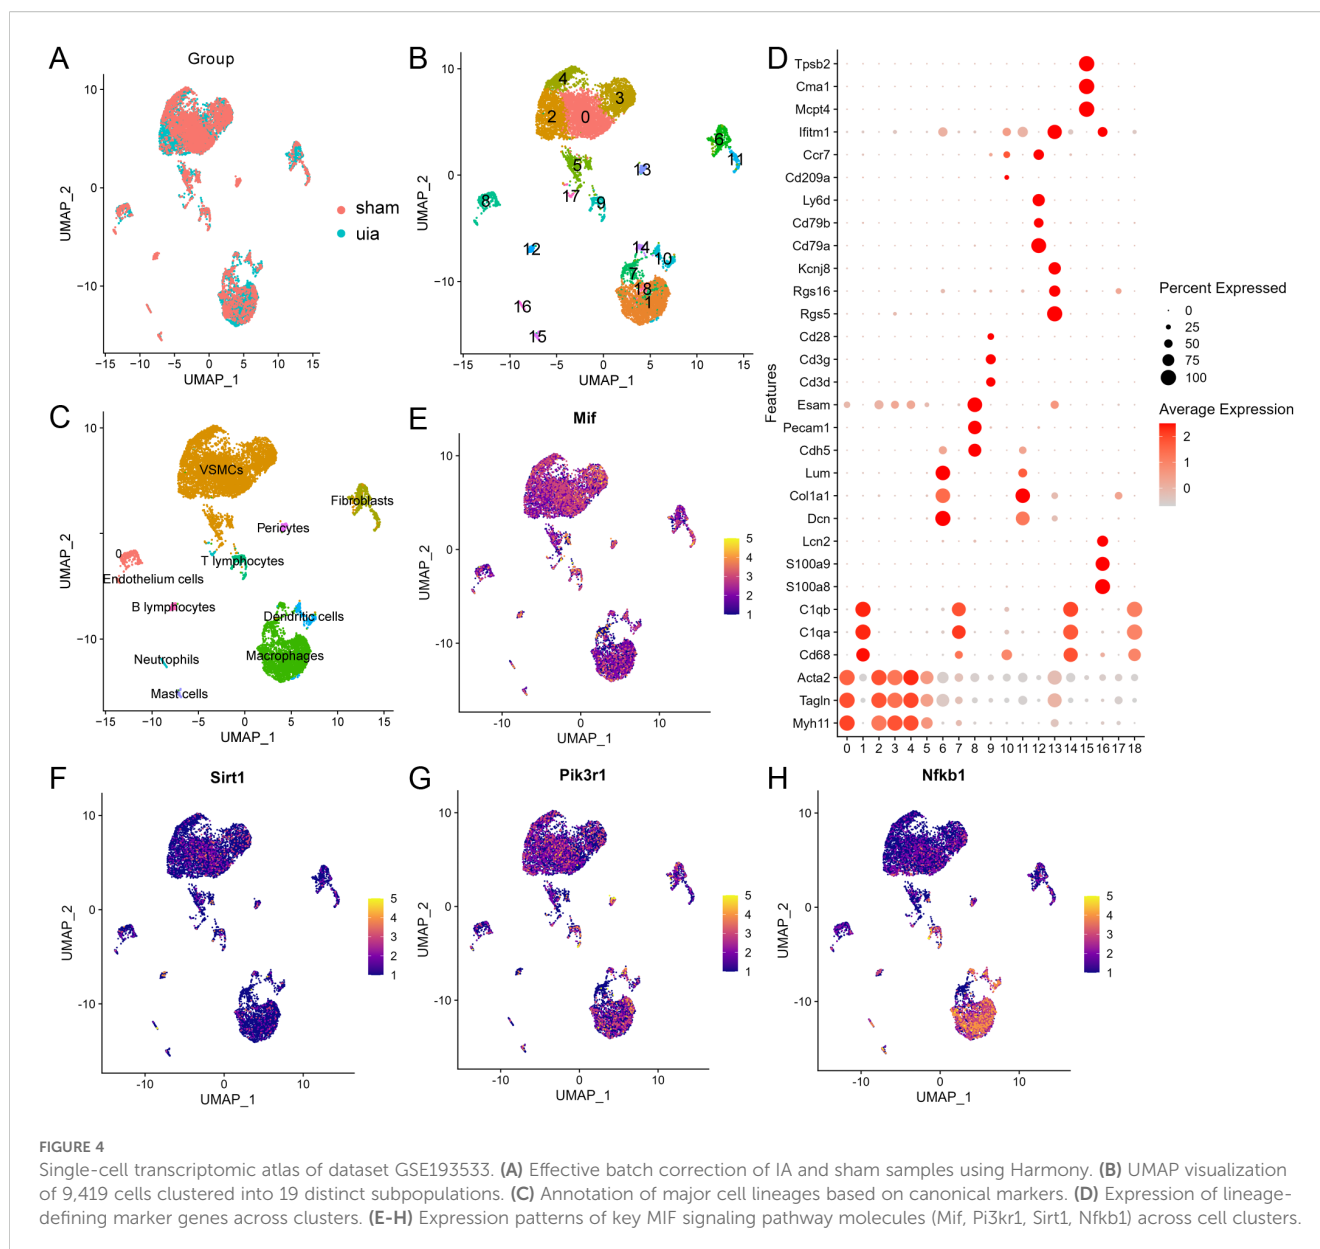 A
Group
10
0
−10
−15
−10
−5
0
5
10
15
UMAP_1
UMAP_2
sham
uia
B
10
0
−10
−15
−10
−5
0
5
10
15
UMAP_1
UMAP_2
4
3
2
0
5
6
11
13
17
8
9
12
14
10
7
18
1
16
15
C
10
0
−10
−15
−10
−5
0
5
10
15
UMAP_1
UMAP_2
VSMCs
Fibroblasts
Pericytes
0
T lymphocytes
Endothelium cells
B lymphocytes
Dendritic cells
Neutrophils
Macrophages
Mast cells
D
Features
Tpsb2
Cma1
Mcpt4
Ifitm1
Ccr7
Cd209a
Ly6d
Cd79b
Cd79a
Kcnj8
Rgs16
Rgs5
Cd28
Cd3g
Cd3d
Esam
Pecam1
Cdh5
Lum
Col1a1
Dcn
Lcn2
S100a9
S100a8
C1qb
C1qa
Cd68
Acta2
Tagln
Myh11
0 1 2 3 4 5 6 7 8 9 10 11 12 13 14 15 16 17 18
Percent Expressed
0
25
50
75
100
Average Expression
2
1
0
E
Mif
10
0
-10
-10
0
10
UMAP_1
UMAP_2
5
4
3
2
1
F
Sirt1
10
0
-10
-10
0
10
UMAP_1
UMAP_2
5
4
3
2
1
G
Pik3r1
10
0
-10
-10
0
10
UMAP_1
UMAP_2
5
4
3
2
1
H
Nfkb1
10
0
-10
-10
0
10
UMAP_1
UMAP_2
5
4
3
2
1
FIGURE 4
Single-cell transcriptomic atlas of dataset GSE193533. (A) Effective batch correction of IA and sham samples using Harmony. (B) UMAP visualization
of 9,419 cells clustered into 19 distinct subpopulations. (C) Annotation of major cell lineages based on canonical markers. (D) Expression of lineage-
defining marker genes across clusters. (E-H) Expression patterns of key MIF signaling pathway molecules (Mif, Pi3kr1, Sirt1, Nfkb1) across cell clusters.